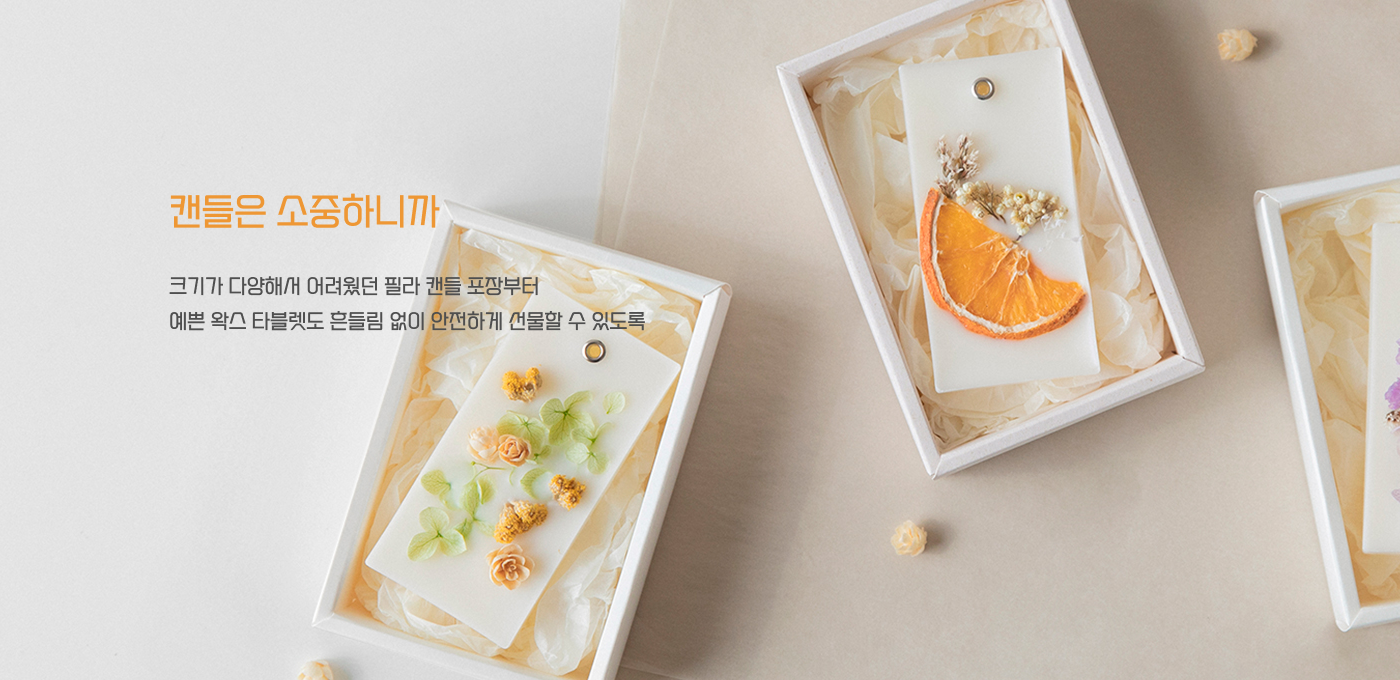 캔들은 소중하니까
크기가 다양해서 어려웠던 필라 캔들 포장부터
예쁜 왁스 타블렛도 흔들림 없이 안전하게 선물할 수 있도록